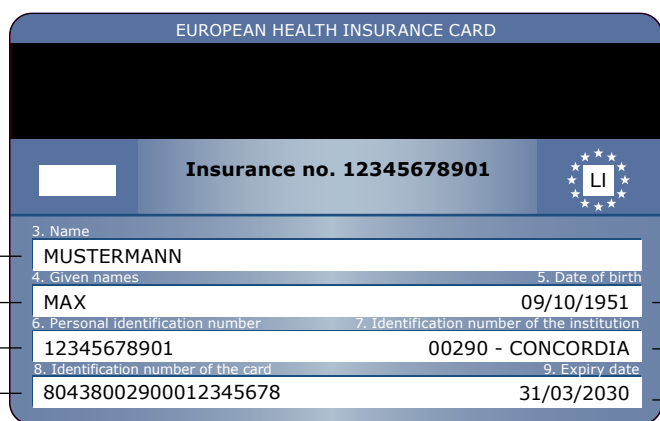 EUROPEAN HEALTH INSURANCE CARD
Insurance no. 12345678901
LI
3. Name
MUSTERMANN
4. Given names 5. Date of birth
MAX 09/10/1951
6. Personal identification number 7. Identification number of the institution
12345678901 00290 - CONCORDIA
8. Identification number of the card 9. Expiry date
80438002900012345678 31/03/2030